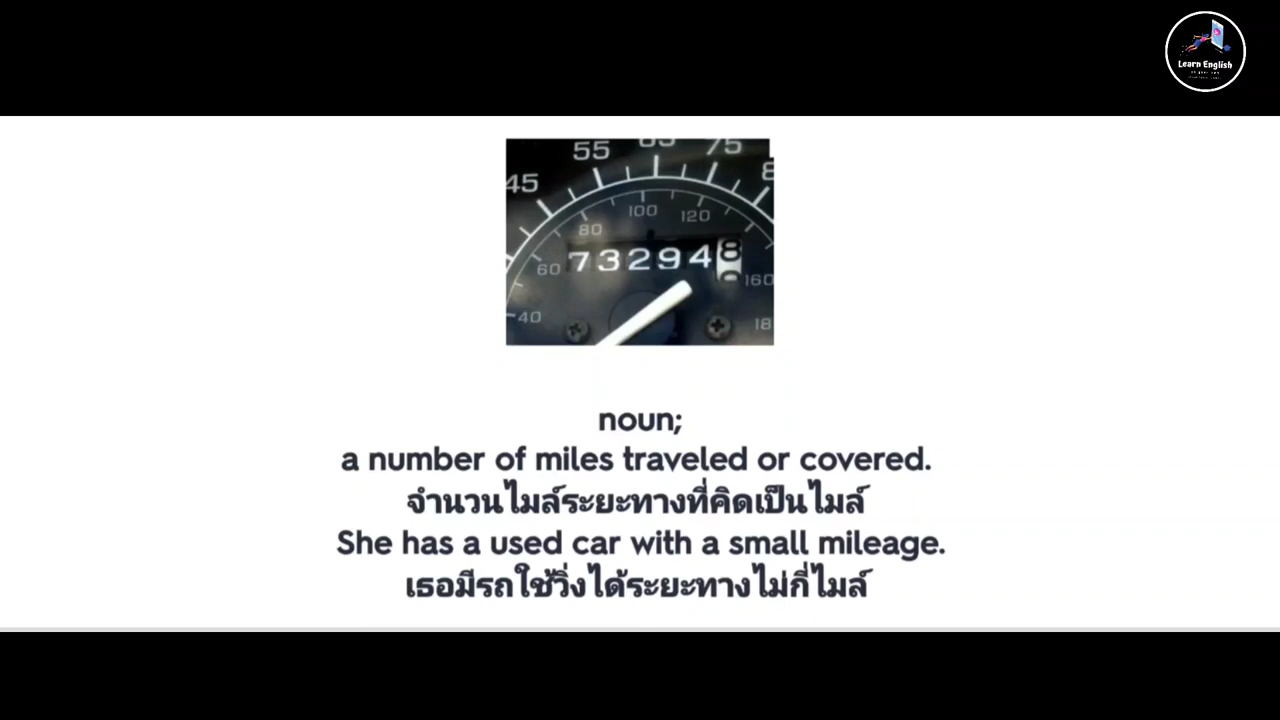 Learn English
45 55 65 75
80 100 120
60 160
40 18
732948
noun;
a number of miles traveled or covered.
จำนวนไมล์ระยะทางที่คิดเป็นไมล์
She has a used car with a small mileage.
เธอมีรถใช้วิ่งได้ระยะทางไม่กี่ไมล์